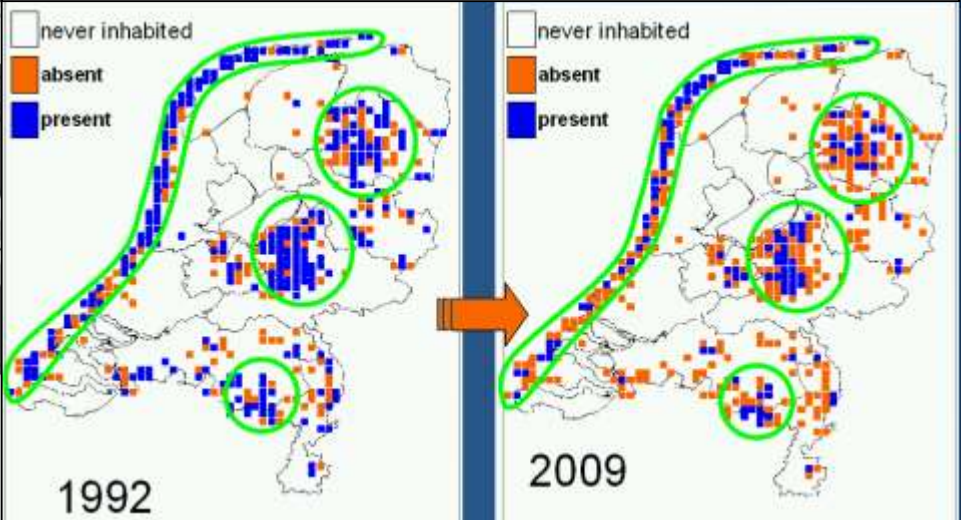 never inhabited
absent
present
1992
never inhabited
absent
present
2009